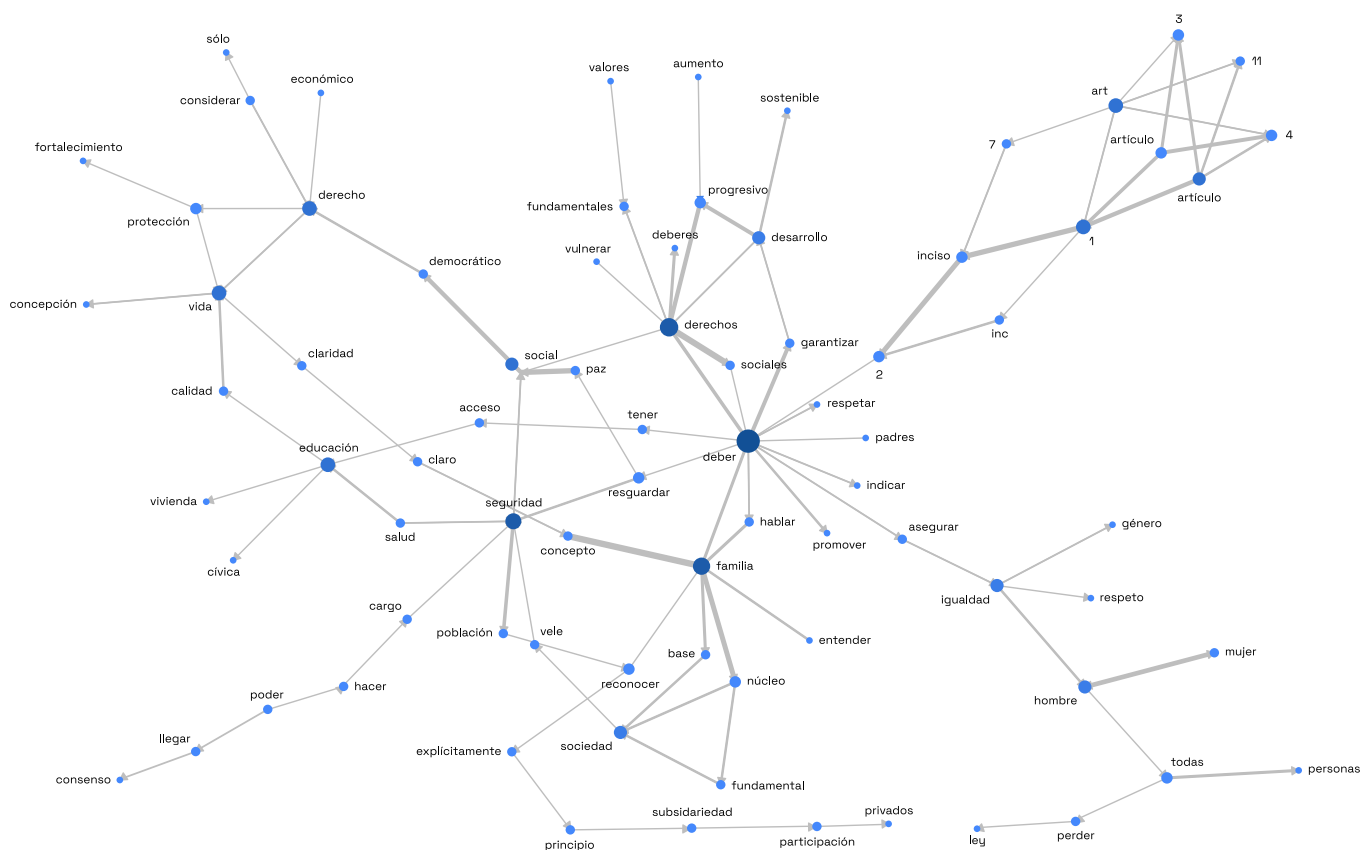 3
sólo
11
valores
aumento
económico
art
considerar
sostenible
4
artículo
7
fortalecimiento
progresivo
derecho
artículo
fundamentales
protección
deberes
desarrollo
1
vulnerar
inciso
democrático
concepción
vida
derechos
inc
garantizar
claridad
social
paz
sociales
2
calidad
respetar
acceso
tener
padres
educación
deber
claro
indicar
resguardar
vivienda
seguridad
hablar
género
asegurar
salud
promover
concepto
familia
cívica
igualdad
respeto
cargo
población
vele
entender
base
mujer
reconocer
núcleo
hacer
poder
hombre
llegar
sociedad
explícitamente
todas
personas
consenso
fundamental
subsidariedad
privados
principio
participación
perder
ley